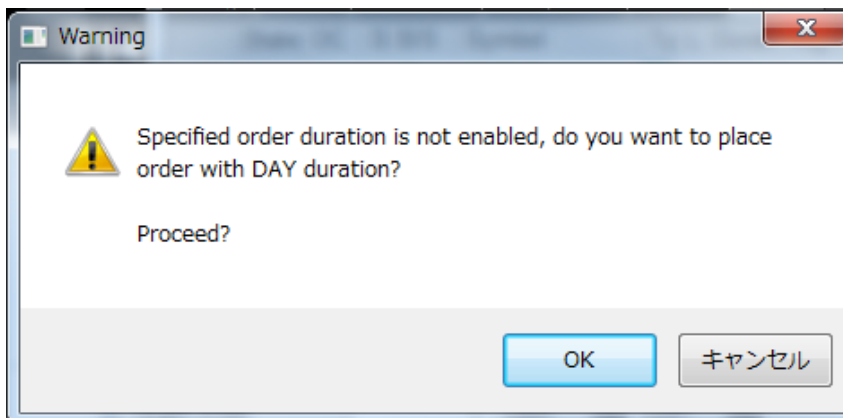 Warning
Specified order duration is not enabled, do you want to place
order with DAY duration?
Proceed?
OK
キャンセル